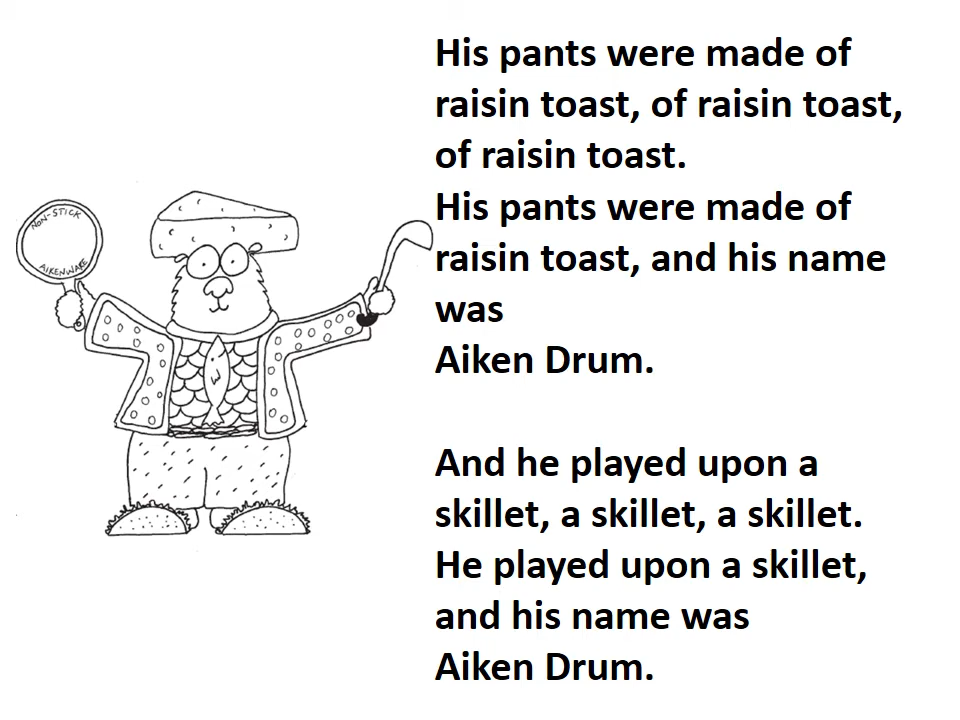 NON-STICK
AIKENWARE
His pants were made of
raisin toast, of raisin toast,
of raisin toast.
His pants were made of
raisin toast, and his name
was
Aiken Drum.
And he played upon a
skillet, a skillet, a skillet.
He played upon a skillet,
and his name was
Aiken Drum.